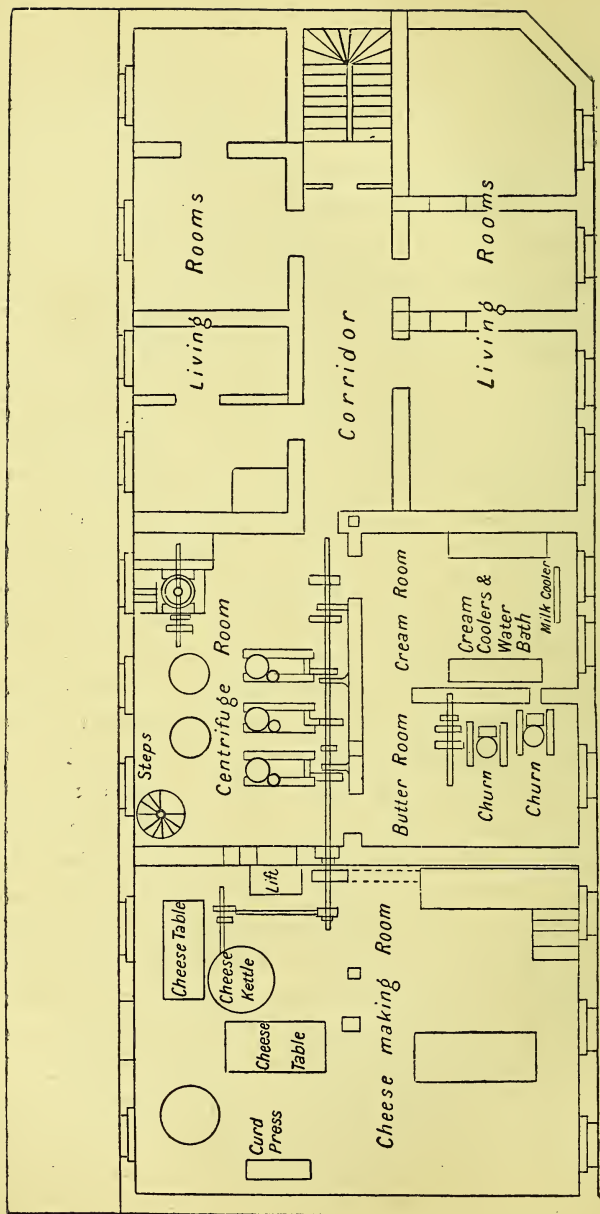 Living Rooms
Corridor
Living Rooms
Steps
Centrifuge Room
Cream Room
Cream
Coolers &
Water
Bath
Milk Cooler
Butter Room
Churn
Churn
Lift
Cheese Table
Cheese
Kettle
Cheese
Table
Curd
Press
Cheese making Room